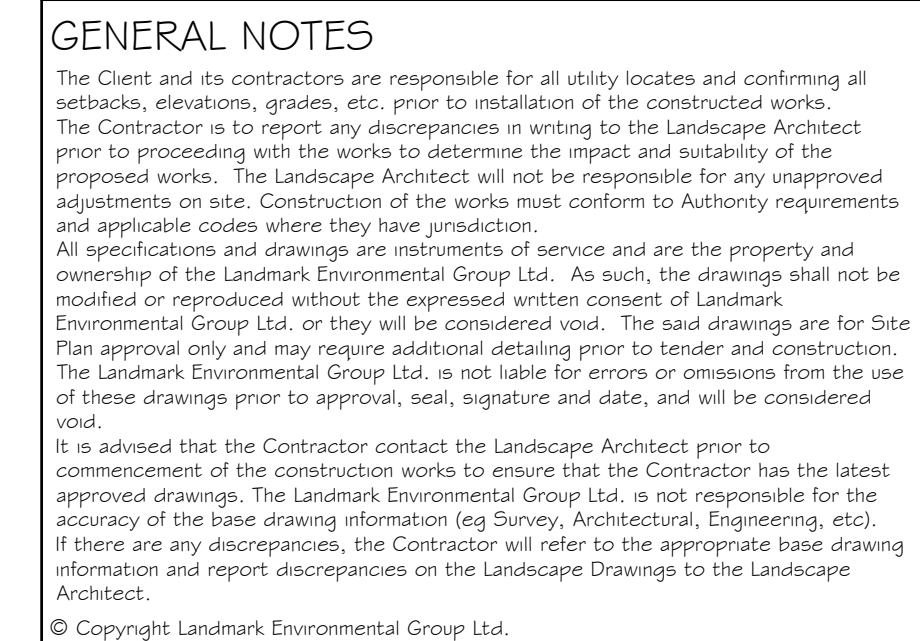 GENERAL NOTES
The Client and its contractors are responsible for all utility locates and confirming all
setbacks, elevations, grades, etc. prior to installation of the constructed works.
The Contractor is to report any discrepancies in writing to the Landscape Architect
prior to proceeding with the works to determine the impact and suitability of the
proposed works.  The Landscape Architect will not be responsible for any unapproved
adjustments on site. Construction of the works must conform to Authority requirements
and applicable codes where they have jurisdiction.
All specifications and drawings are instruments of service and are the property and
ownership of the Landmark Environmental Group Ltd.  As such, the drawings shall not be
modified or reproduced without the expressed written consent of Landmark
Environmental Group Ltd. or they will be considered void.  The said drawings are for Site
Plan approval only and may require additional detailing prior to tender and construction.
The Landmark Environmental Group Ltd. is not liable for errors or omissions from the use
of these drawings prior to approval, seal, signature and date, and will be considered
void.
It is advised that the Contractor contact the Landscape Architect prior to
commencement of the construction works to ensure that the Contractor has the latest
approved drawings. The Landmark Environmental Group Ltd. is not responsible for the
accuracy of the base drawing information (eg Survey, Architectural, Engineering, etc).
If there are any discrepancies, the Contractor will refer to the appropriate base drawing
information and report discrepancies on the Landscape Drawings to the Landscape
Architect.
© Copyright Landmark Environmental Group Ltd.